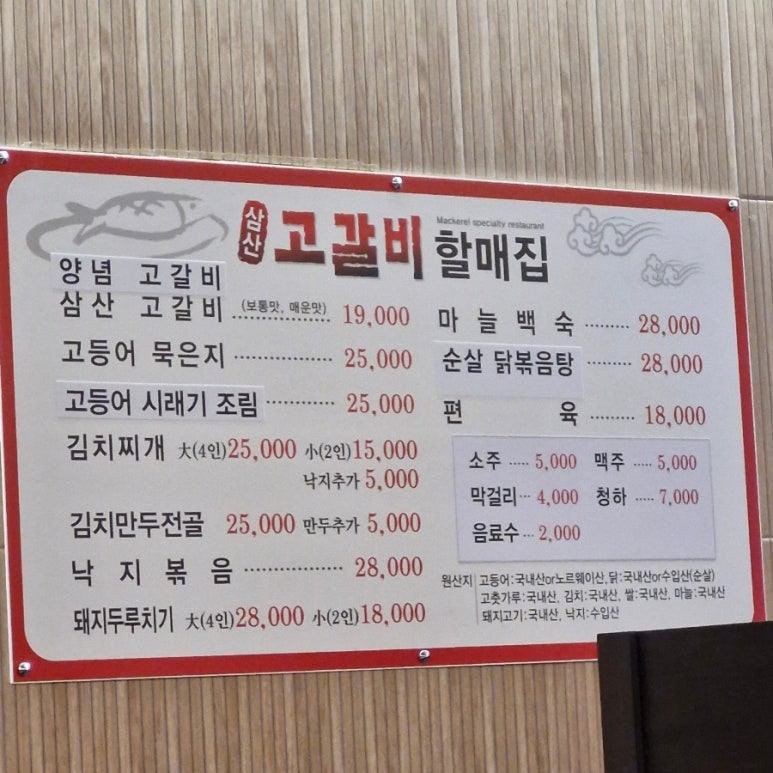 삼산 고갈비 할매집
Mackerel specialty restaurant
양념 고갈비
삼산 고갈비 (보통맛, 매운맛) 19,000
고등어 묵은지 25,000
고등어 시래기 조림 25,000
김치찌개 大(4인)25,000 小(2인)15,000
낙지추가 5,000
김치만두전골 25,000 만두추가 5,000
낙지볶음 28,000
돼지두루치기 大(4인)28,000 小(2인)18,000
마늘백숙 28,000
순살 닭볶음탕 28,000
편육 18,000
소주 5,000 맥주 5,000
막걸리 4,000 청하 7,000
음료수 2,000
원산지 고등어:국내산or노르웨이산, 닭:국내산or수입산(순살)
고춧가루:국내산, 김치:국내산, 쌀:국내산, 마늘:국내산
돼지고기:국내산, 낙지:수입산